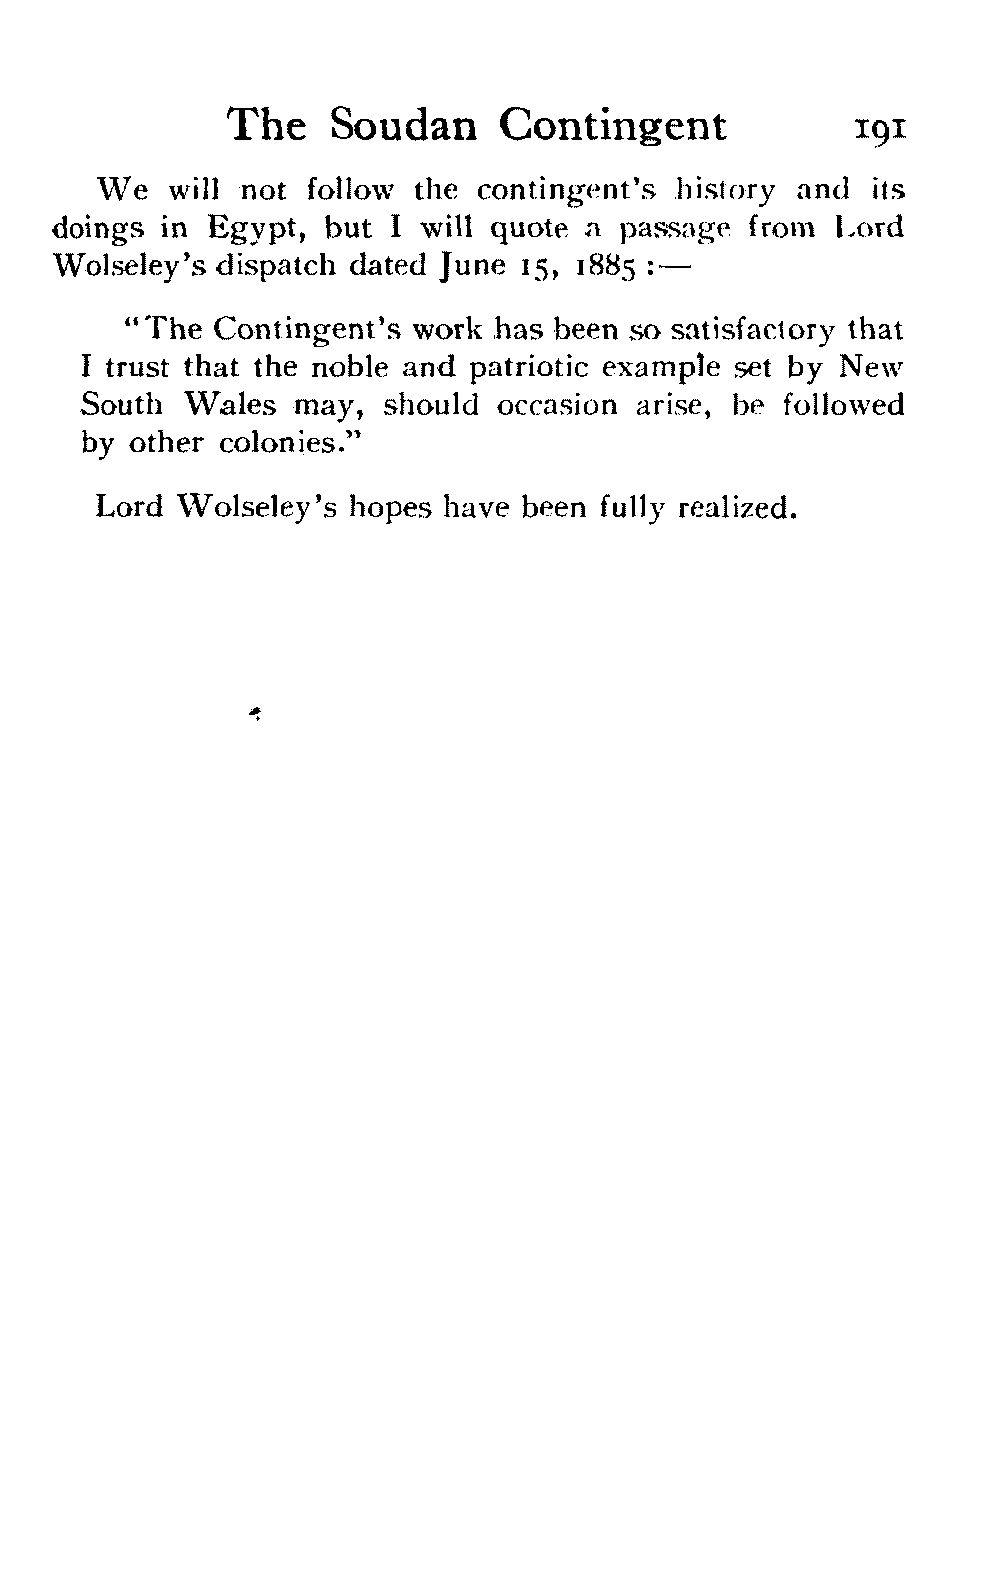 The Soudan Contingent 191
We will not follow the contingent's history and its
doings in Egypt, but I will quote a passage from Lord
Wolseley's dispatch dated June 15, 1885 :—
"The Contingent's work has been so satisfactory that
I trust that the noble and patriotic example set by New
South Wales may, should occasion arise, be followed
by other colonies."
Lord Wolseley's hopes have been fully realized.